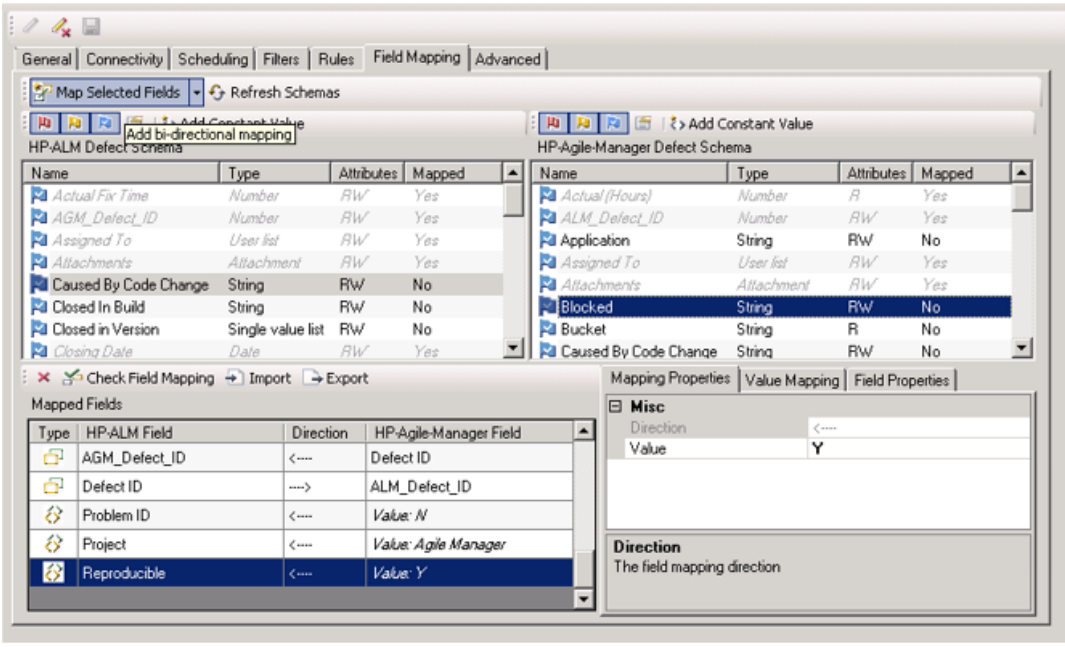 General Connectivity Scheduling Filters Rules Field Mapping Advanced
Map Selected Fields Refresh Schemas
Add Constant Value Add Constant Value
Add bi-directional mapping
HP-ALM Defect Schema HP-Agile-Manager Defect Schema
Name Type Attributes Mapped Name Type Attributes Mapped
Actual Fix Time Number RW Yes Actual (Hours) Number R Yes
AGM_Defect_ID Number RW Yes ALM_Defect_ID Number RW Yes
Assigned To User list RW Yes Application String RW No
Attachments Attachment RW Yes Assigned To User list RW Yes
Caused By Code Change String RW No Attachments Attachment RW Yes
Closed In Build String RW No Blocked String RW No
Closed in Version Single value list RW No Bucket String R No
Closing Date Date RW Yes Caused By Code Change String RW No
Check Field Mapping Import Export Mapping Properties Value Mapping Field Properties
Mapped Fields Misc
Type HP-ALM Field Direction HP-Agile-Manager Field Direction <----
AGM_Defect_ID <---- Defect ID Value Y
Defect ID ----> ALM_Defect_ID
Problem ID <---- Value: N
Project <---- Value: Agile Manager Direction
Reproducible <---- Value: Y The field mapping direction